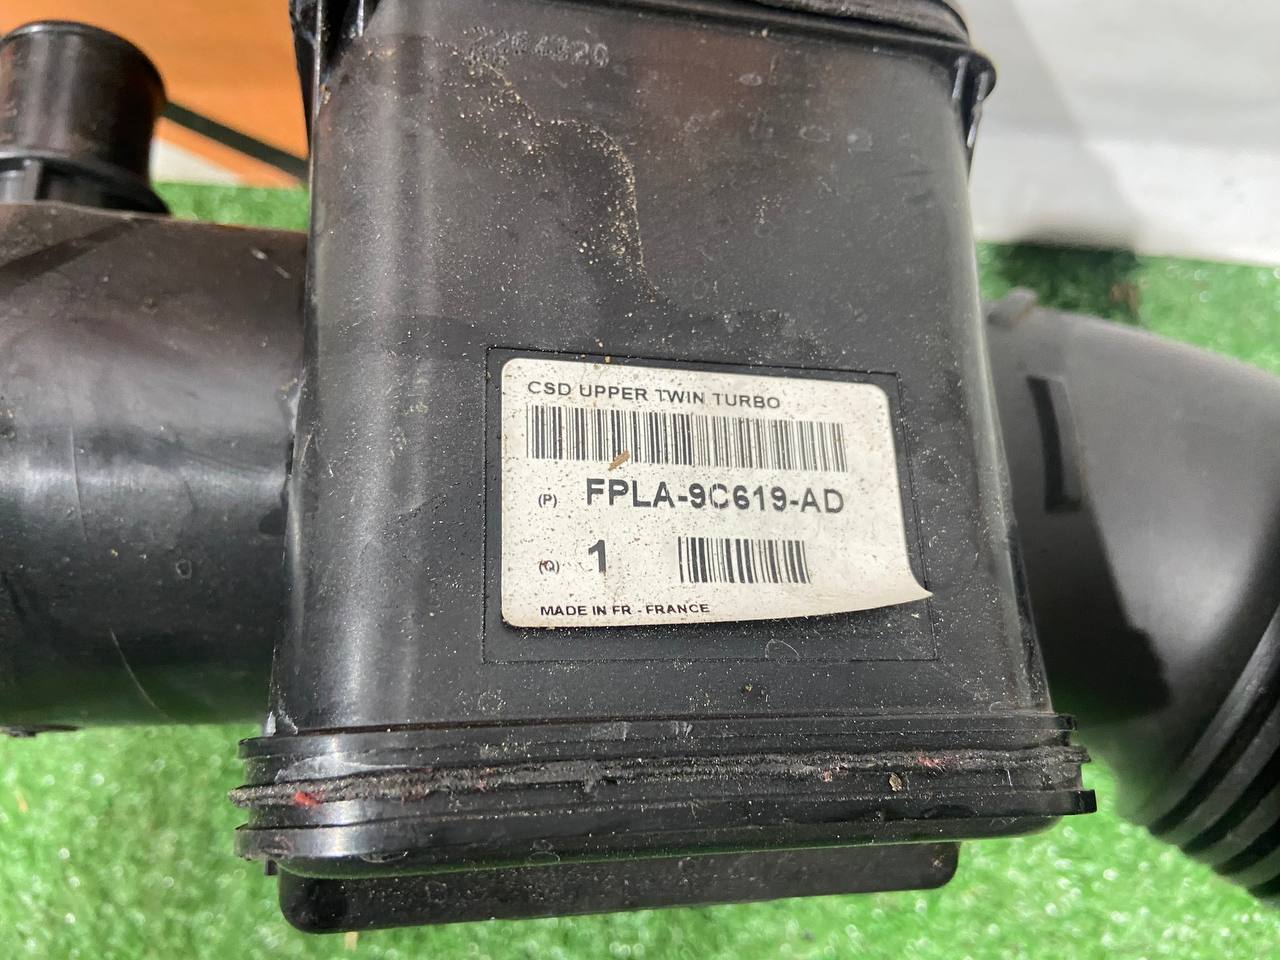 CSD UPPER TWIN TURBO
(P) FPLA-9C619-AD
(Q) 1
MADE IN FR - FRANCE